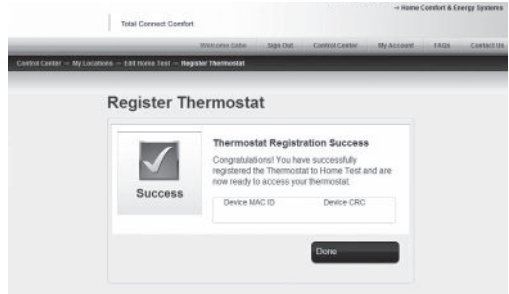 → Home Comfort & Energy Systems
Total Connect Comfort
Welcome Gabe Sign Out Control Center My Account FAQs Contact Us
Control Center → My Locations → Edit Home Test → Register Thermostat
Register Thermostat
Thermostat Registration Success
Congratulations! You have successfully
registered the Thermostat to Home Test and are
now ready to access your thermostat.
Success
Device MAC ID Device CRC
Done